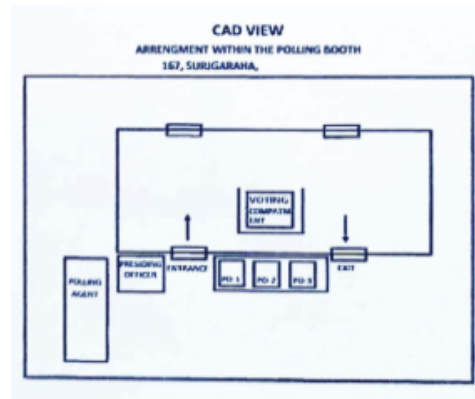 CAD VIEW
ARRENGMENT WITHIN THE POLLING BOOTH
167, SURIGARAHA,
VOTING
COMPATM
ENT
PRESIDING
OFFICER
ENTRANCE
EXIT
POLLING
AGENT
PO-1
PO-2
PO-3